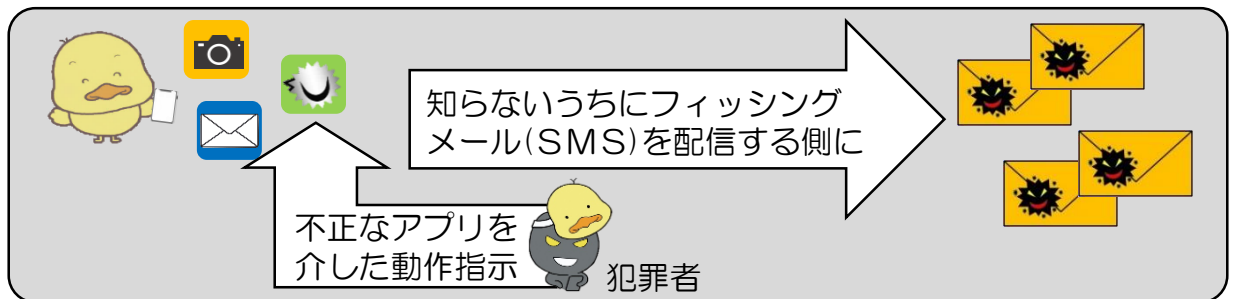 知らないうちにフィッシング
メール(SMS)を配信する側に
不正なアプリを
介した動作指示
犯罪者